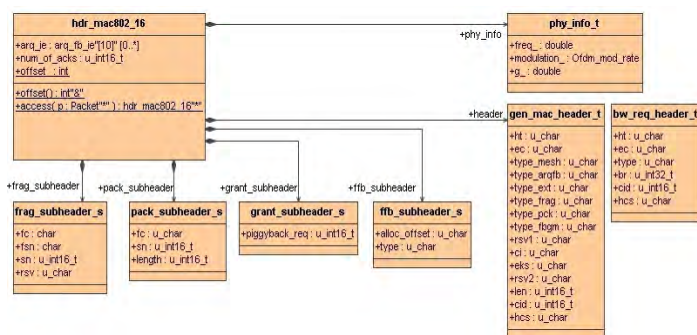 hdr_mac802_16
+arq_ie : arq_fb_ie"[10]" [0..*]
+num_of_acks : u_int16_t
+offset_ : int
+offset() : int"&"
+access( p : Packet"*" ) : hdr_mac802_16"*"
+phy_info
phy_info_t
+freq_ : double
+modulation_ : Ofdm_mod_rate
+g_ : double
+header
gen_mac_header_t
+ht : u_char
+ec : u_char
+type_mesh : u_char
+type_arqfb : u_char
+type_ext : u_char
+type_frag : u_char
+type_pck : u_char
+type_fbgm : u_char
+rsv1 : u_char
+ci : u_char
+eks : u_char
+rsv2 : u_char
+len : u_int16_t
+cid : u_int16_t
+hcs : u_char
bw_req_header_t
+ht : u_char
+ec : u_char
+type : u_char
+br : u_int32_t
+cid : u_int16_t
+hcs : u_char
+frag_subheader
+pack_subheader
+grant_subheader
+ffb_subheader
frag_subheader_s
+fc : char
+fsn : char
+sn : u_int16_t
+rsv : u_char
pack_subheader_s
+fc : u_char
+sn : u_int16_t
+length : u_int16_t
grant_subheader_s
+piggyback_req : u_int16_t
ffb_subheader_s
+alloc_offset : u_char
+type : u_char